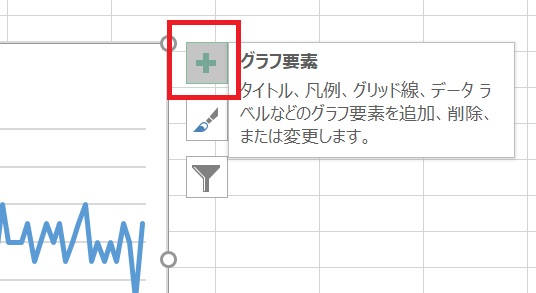 グラフ要素
タイトル、凡例、グリッド線、データ ラ
ベルなどのグラフ要素を追加、削除、
または変更します。